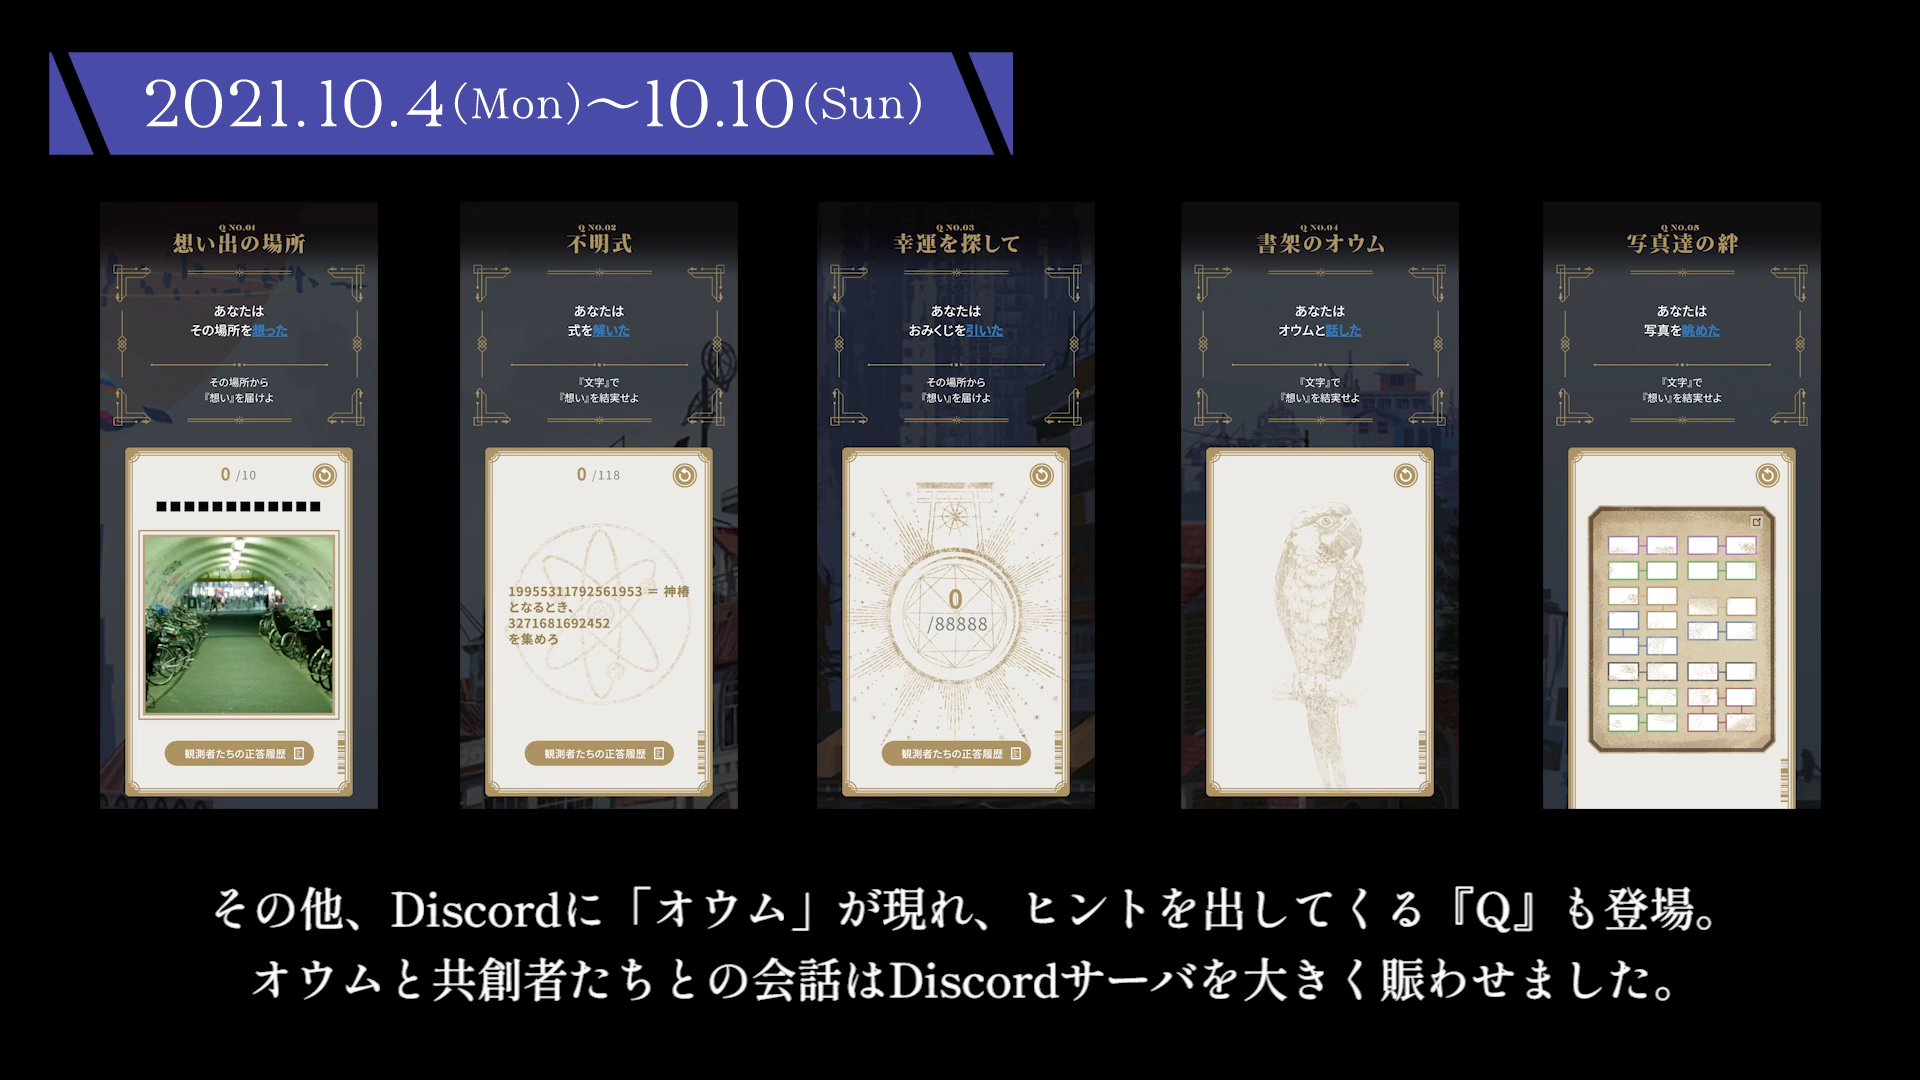 2021.10.4(Mon)～10.10(Sun)
Q NO.01
想い出の場所
あなたは
その場所を想った
その場所から
『想い』を届けよ
0 /10
■■■■■■■■■■■■
観測者たちの正答履歴
Q NO.02
不明式
あなたは
式を解いた
『文字』で
『想い』を結実せよ
0 /118
19955311792561953 ＝ 神椿
となるとき、
3271681692452
を集めろ
観測者たちの正答履歴
Q NO.03
幸運を探して
あなたは
おみくじを引いた
その場所から
『想い』を届けよ
0
/88888
観測者たちの正答履歴
Q NO.04
書架のオウム
あなたは
オウムと話した
『文字』で
『想い』を結実せよ
Q NO.05
写真達の絆
あなたは
写真を眺めた
『文字』で
『想い』を結実せよ
その他、Discordに「オウム」が現れ、ヒントを出してくる『Q』も登場。
オウムと共創者たちとの会話はDiscordサーバを大きく賑わせました。